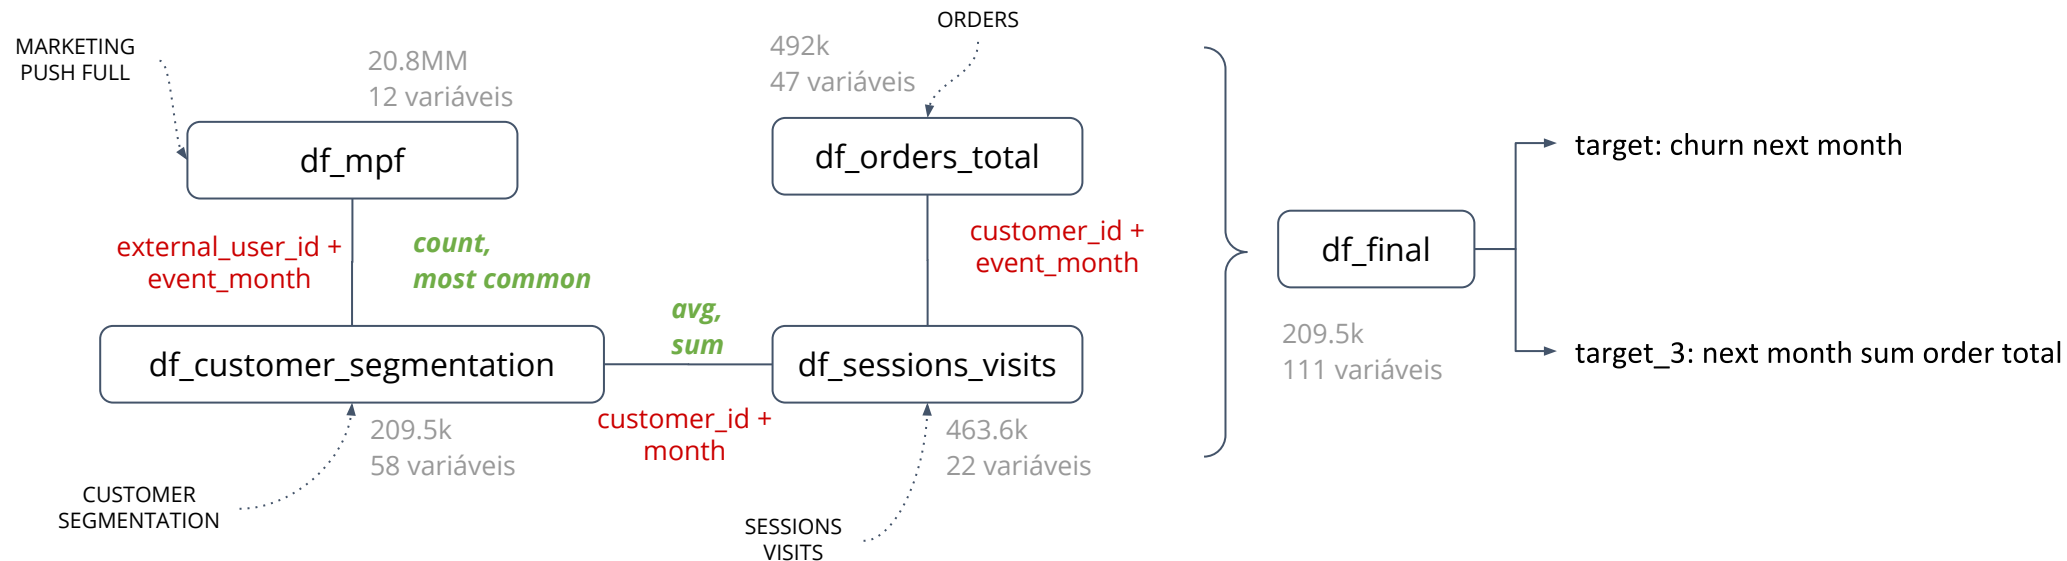 MARKETING
PUSH FULL
20.8MM
12 variáveis
df_mpf
external_user_id +
event_month
count,
most common
df_customer_segmentation
209.5k
58 variáveis
CUSTOMER
SEGMENTATION
avg,
sum
customer_id +
month
ORDERS
492k
47 variáveis
df_orders_total
customer_id +
event_month
df_sessions_visits
463.6k
22 variáveis
SESSIONS
VISITS
df_final
209.5k
111 variáveis
target: churn next month
target_3: next month sum order total